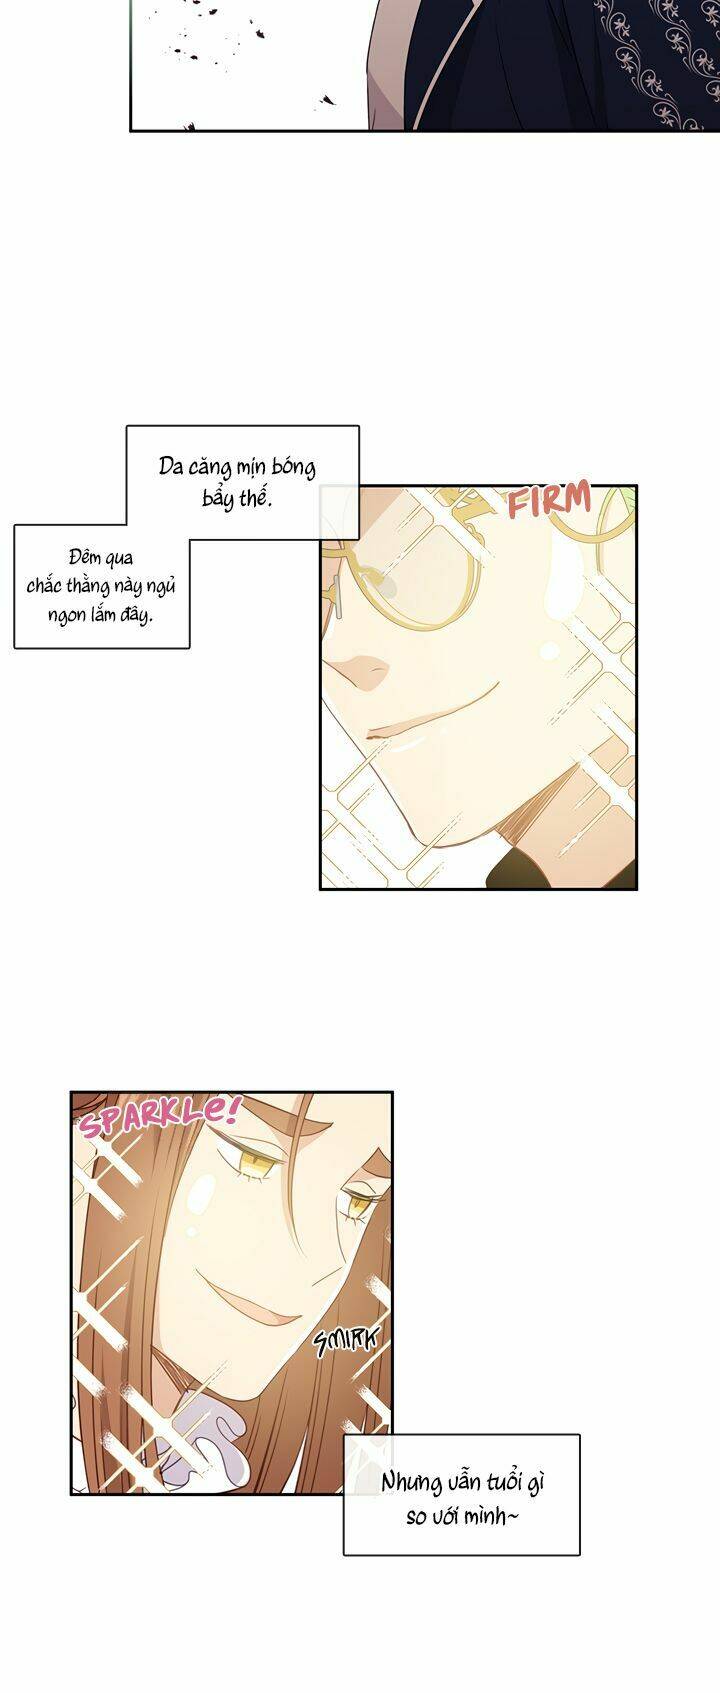 Da căng mịn bóng
bẩy thế.
FIRM
Đêm qua
chắc thằng này ngủ
ngon lắm đây.
SPARKLE!
SMIRK
Nhưng vẫn tuổi gì
so với mình~